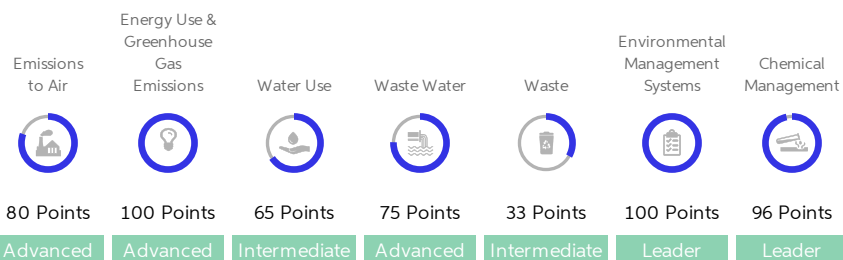 Emissions
to Air
Energy Use &
Greenhouse
Gas
Emissions
Water Use
Waste Water
Waste
Environmental
Management
Systems
Chemical
Management
80 Points
100 Points
65 Points
75 Points
33 Points
100 Points
96 Points
Advanced
Advanced
Intermediate
Advanced
Intermediate
Leader
Leader